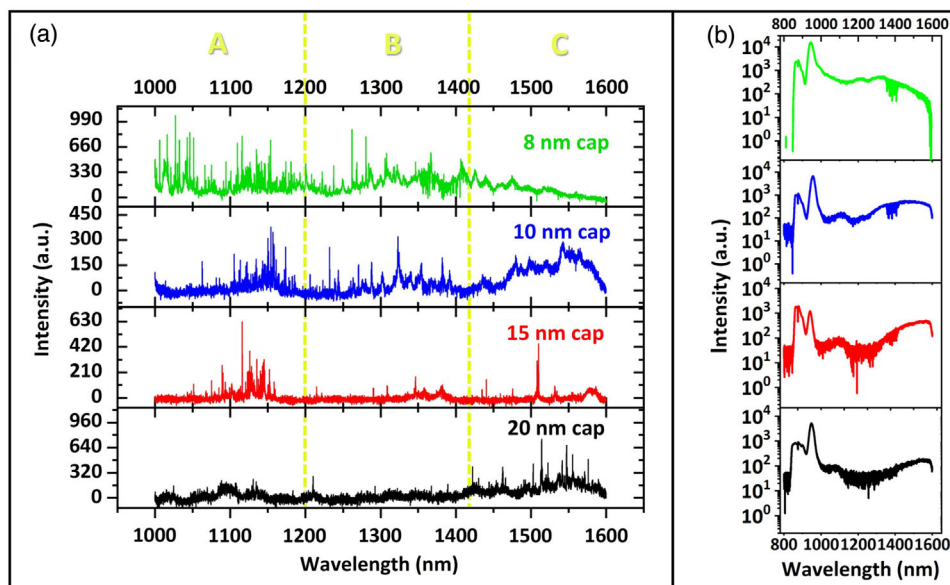 (a)
A B C
1000 1100 1200 1300 1400 1500 1600
990
660
330
0
8 nm cap
450
300
150
0
10 nm cap
630
420
210
0
15 nm cap
960
640
320
0
20 nm cap
1000 1100 1200 1300 1400 1500 1600
Wavelength (nm)
Intensity (a.u.)
(b)
800 1000 1200 1400 1600
10⁴
10³
10²
10¹
10⁰
10⁴
10³
10²
10¹
10⁰
10⁴
10³
10²
10¹
10⁰
10⁴
10³
10²
10¹
10⁰
800 1000 1200 1400 1600
Wavelength (nm)
Intensity (a.u.)